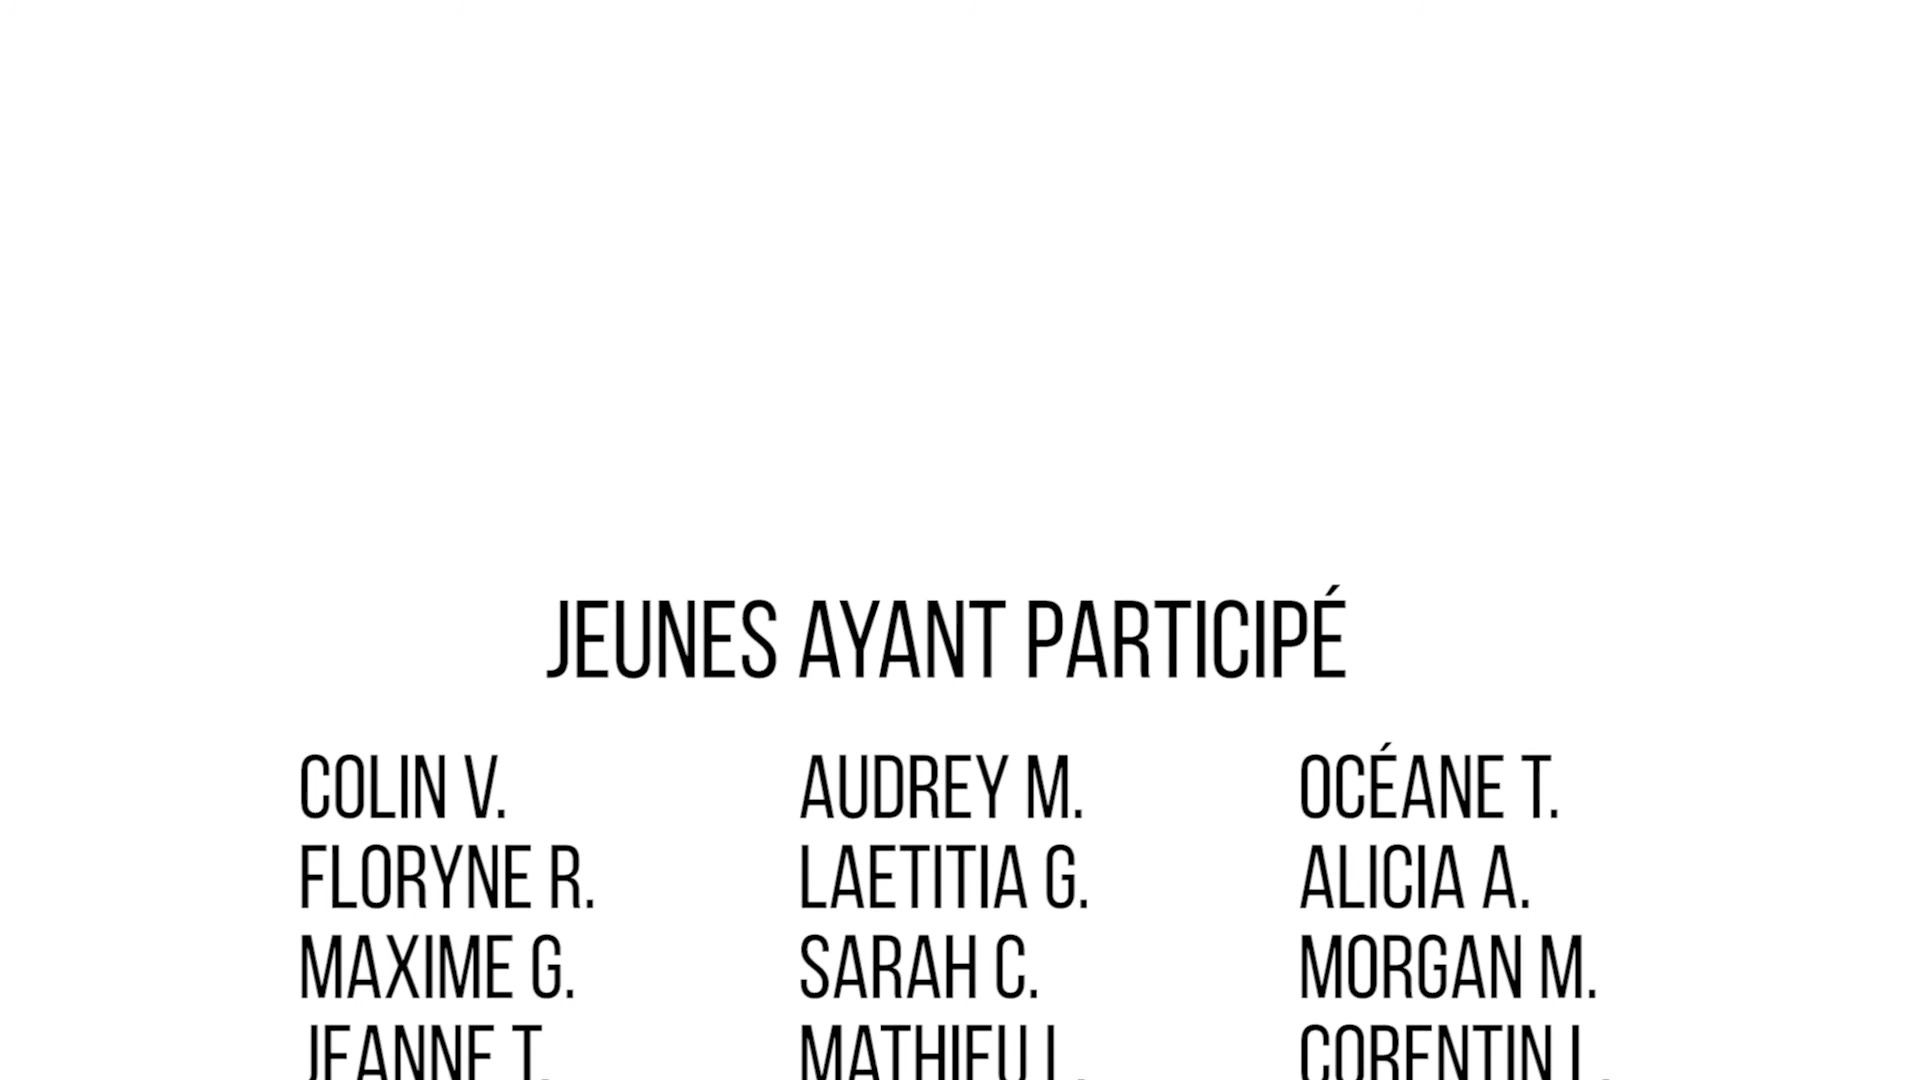 JEUNES AYANT PARTICIPÉ
COLIN V. AUDREY M. OCÉANE T.
FLORYNE R. LAETITIA G. ALICIA A.
MAXIME G. SARAH C. MORGAN M.
JEANNE T. MATHIEU CORENTIN